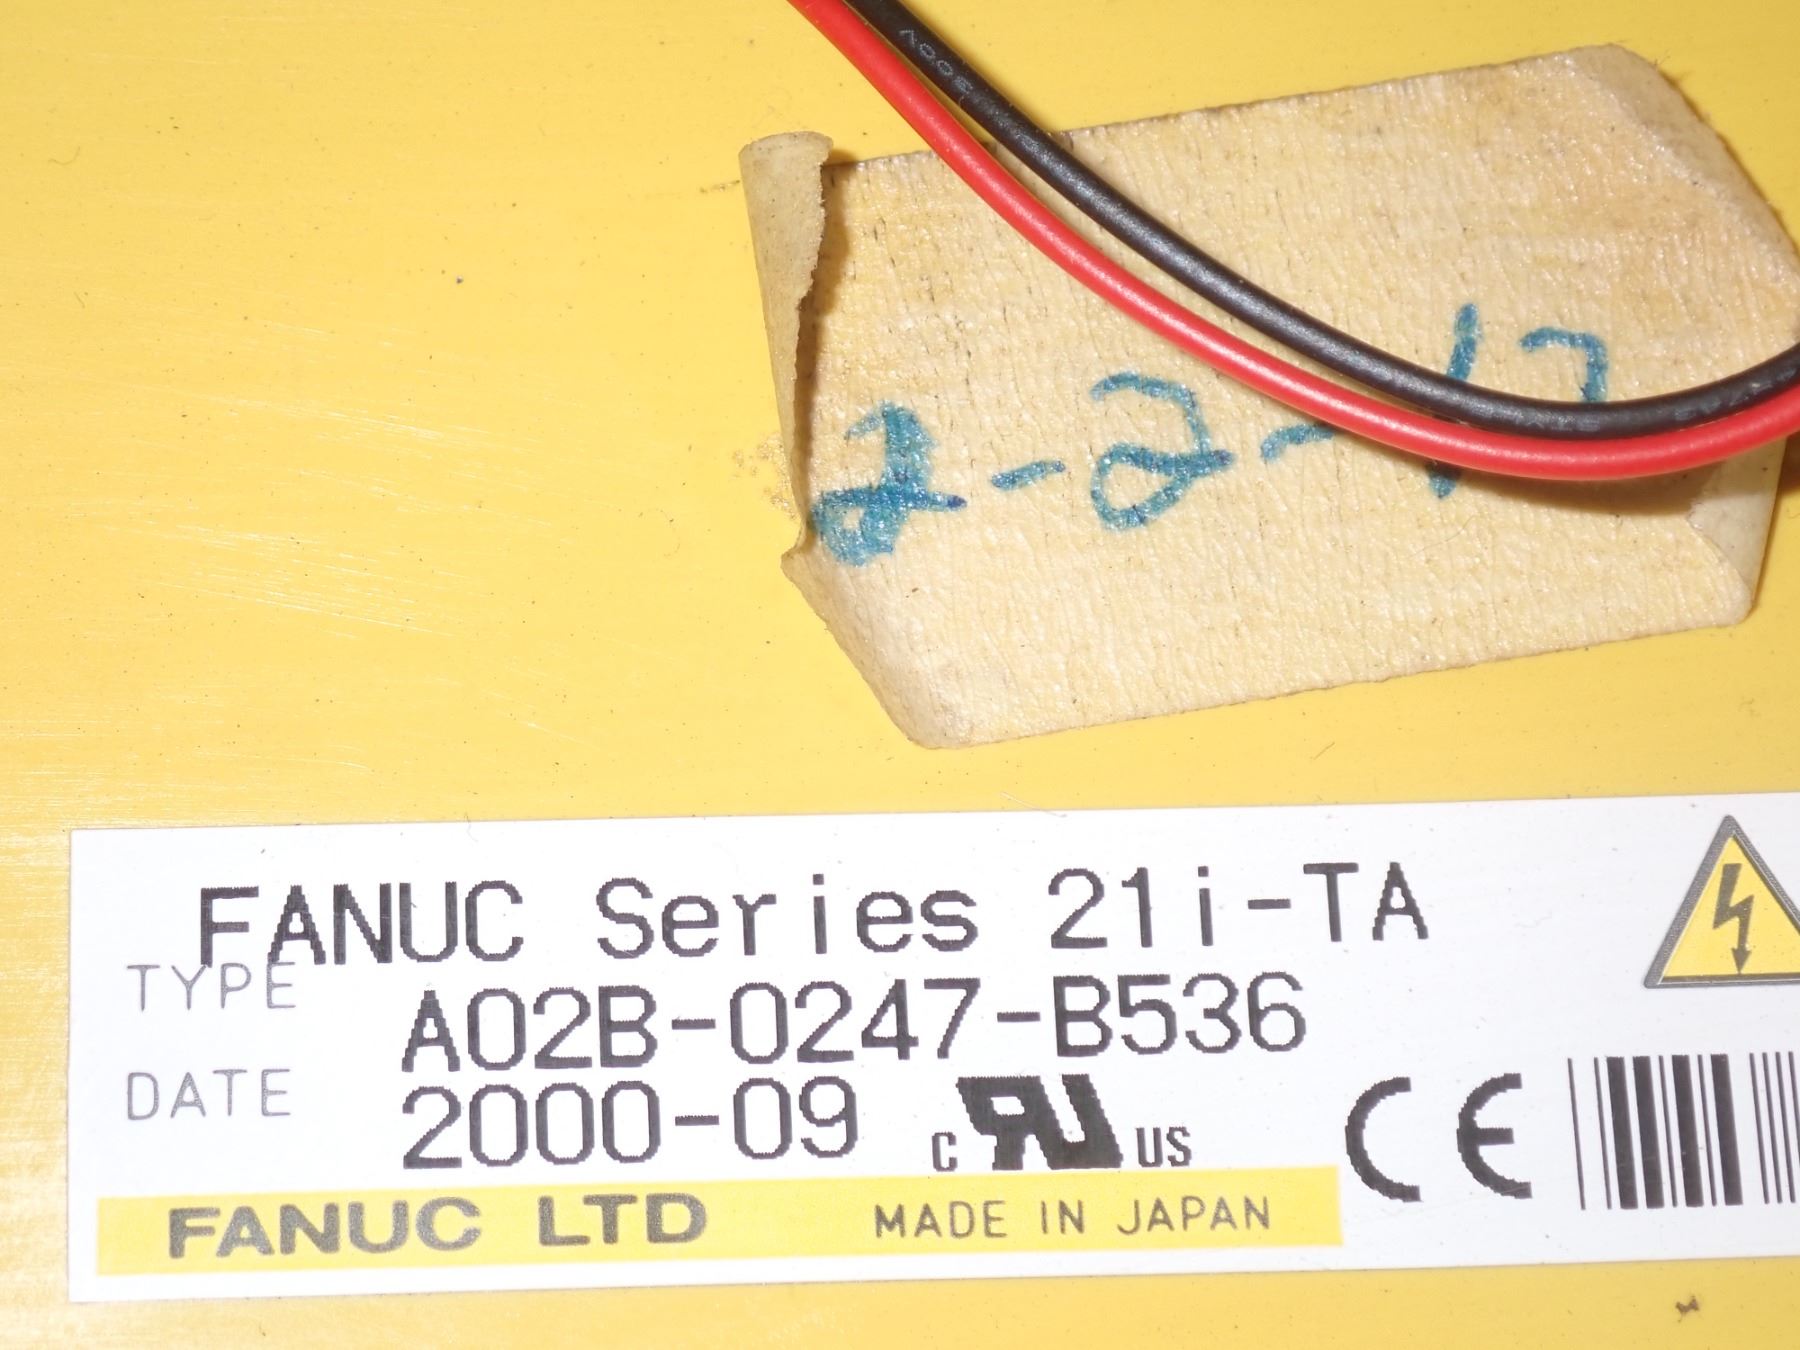 2-2-17
FANUC Series 21i-TA
TYPE A02B-0247-B536
DATE 2000-09
C US CE
FANUC LTD MADE IN JAPAN